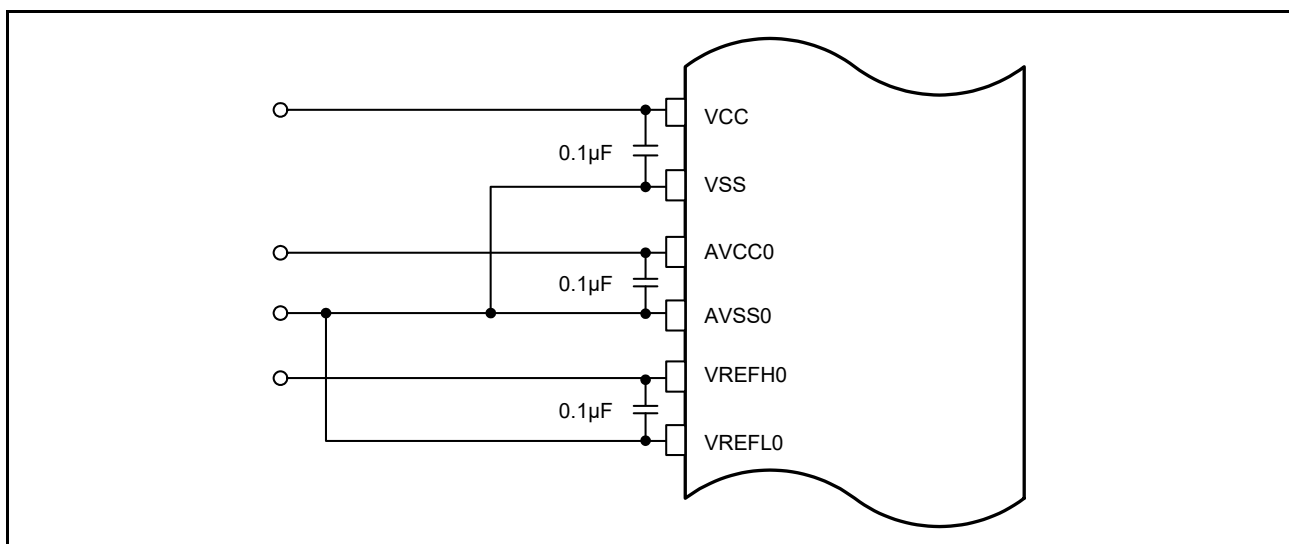 VCC
0.1µF
VSS
AVCC0
0.1µF
AVSS0
VREFH0
0.1µF
VREFL0